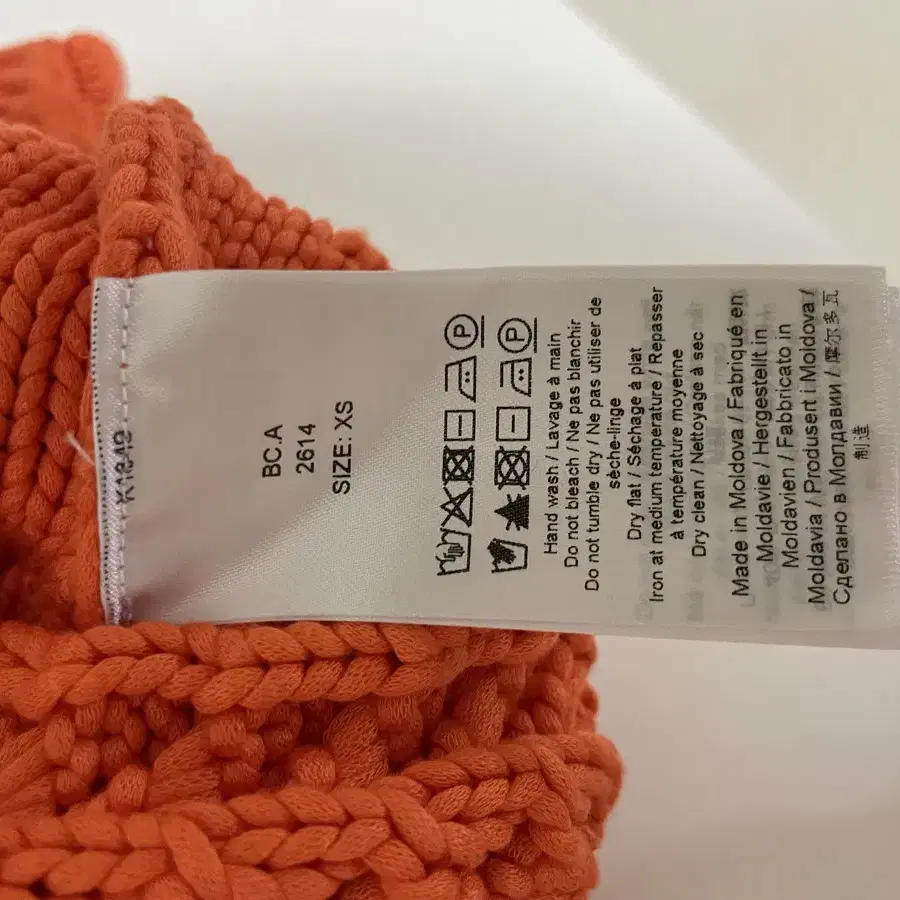 K1649
BC.A
2614
SIZE: XS
P
P
Hand wash / Lavage à main
Do not bleach / Ne pas blanchir
Do not tumble dry / Ne pas utiliser de
sèche-linge
Dry flat / Séchage à plat
Iron at medium temperature / Repasser
à température moyenne
Dry clean / Nettoyage à sec
Made in Moldova / Fabriqué en
Moldavie / Hergestellt in
Moldavien / Fabbricato in
Moldavia / Produsert i Moldova /
Сделано в Молдавии / 摩尔多瓦
制造